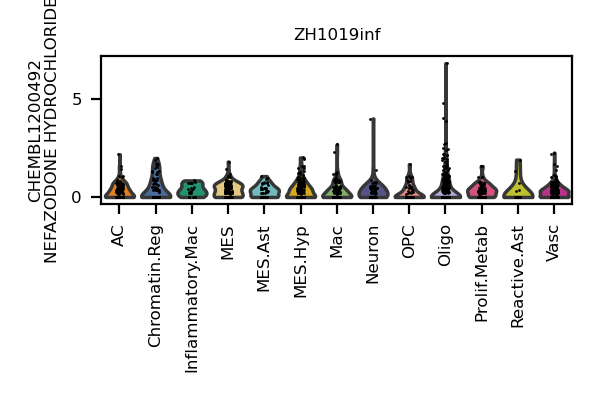 ZH1019inf
CHEMBL1200492
NEFAZODONE HYDROCHLORIDE
5
0
AC
Chromatin.Reg
Inflammatory.Mac
MES
MES.Ast
MES.Hyp
Mac
Neuron
OPC
Oligo
Prolif.Metab
Reactive.Ast
Vasc